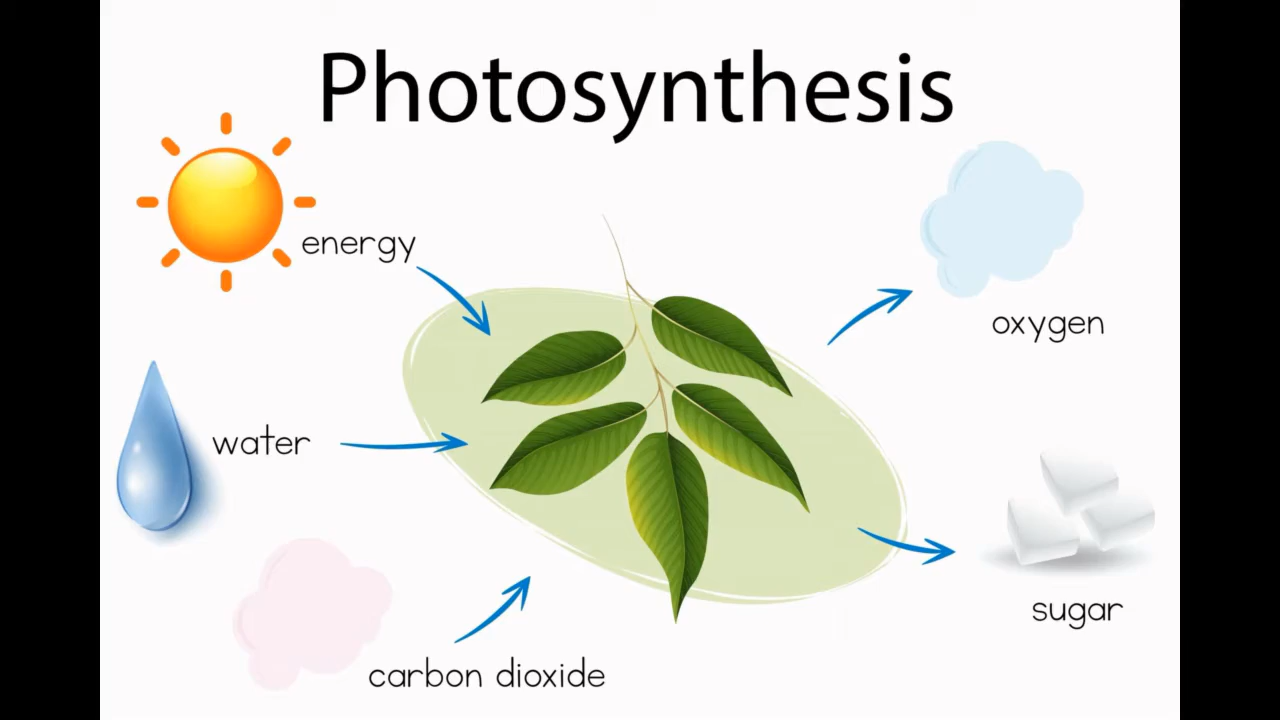 Photosynthesis
energy
oxygen
water
sugar
carbon dioxide